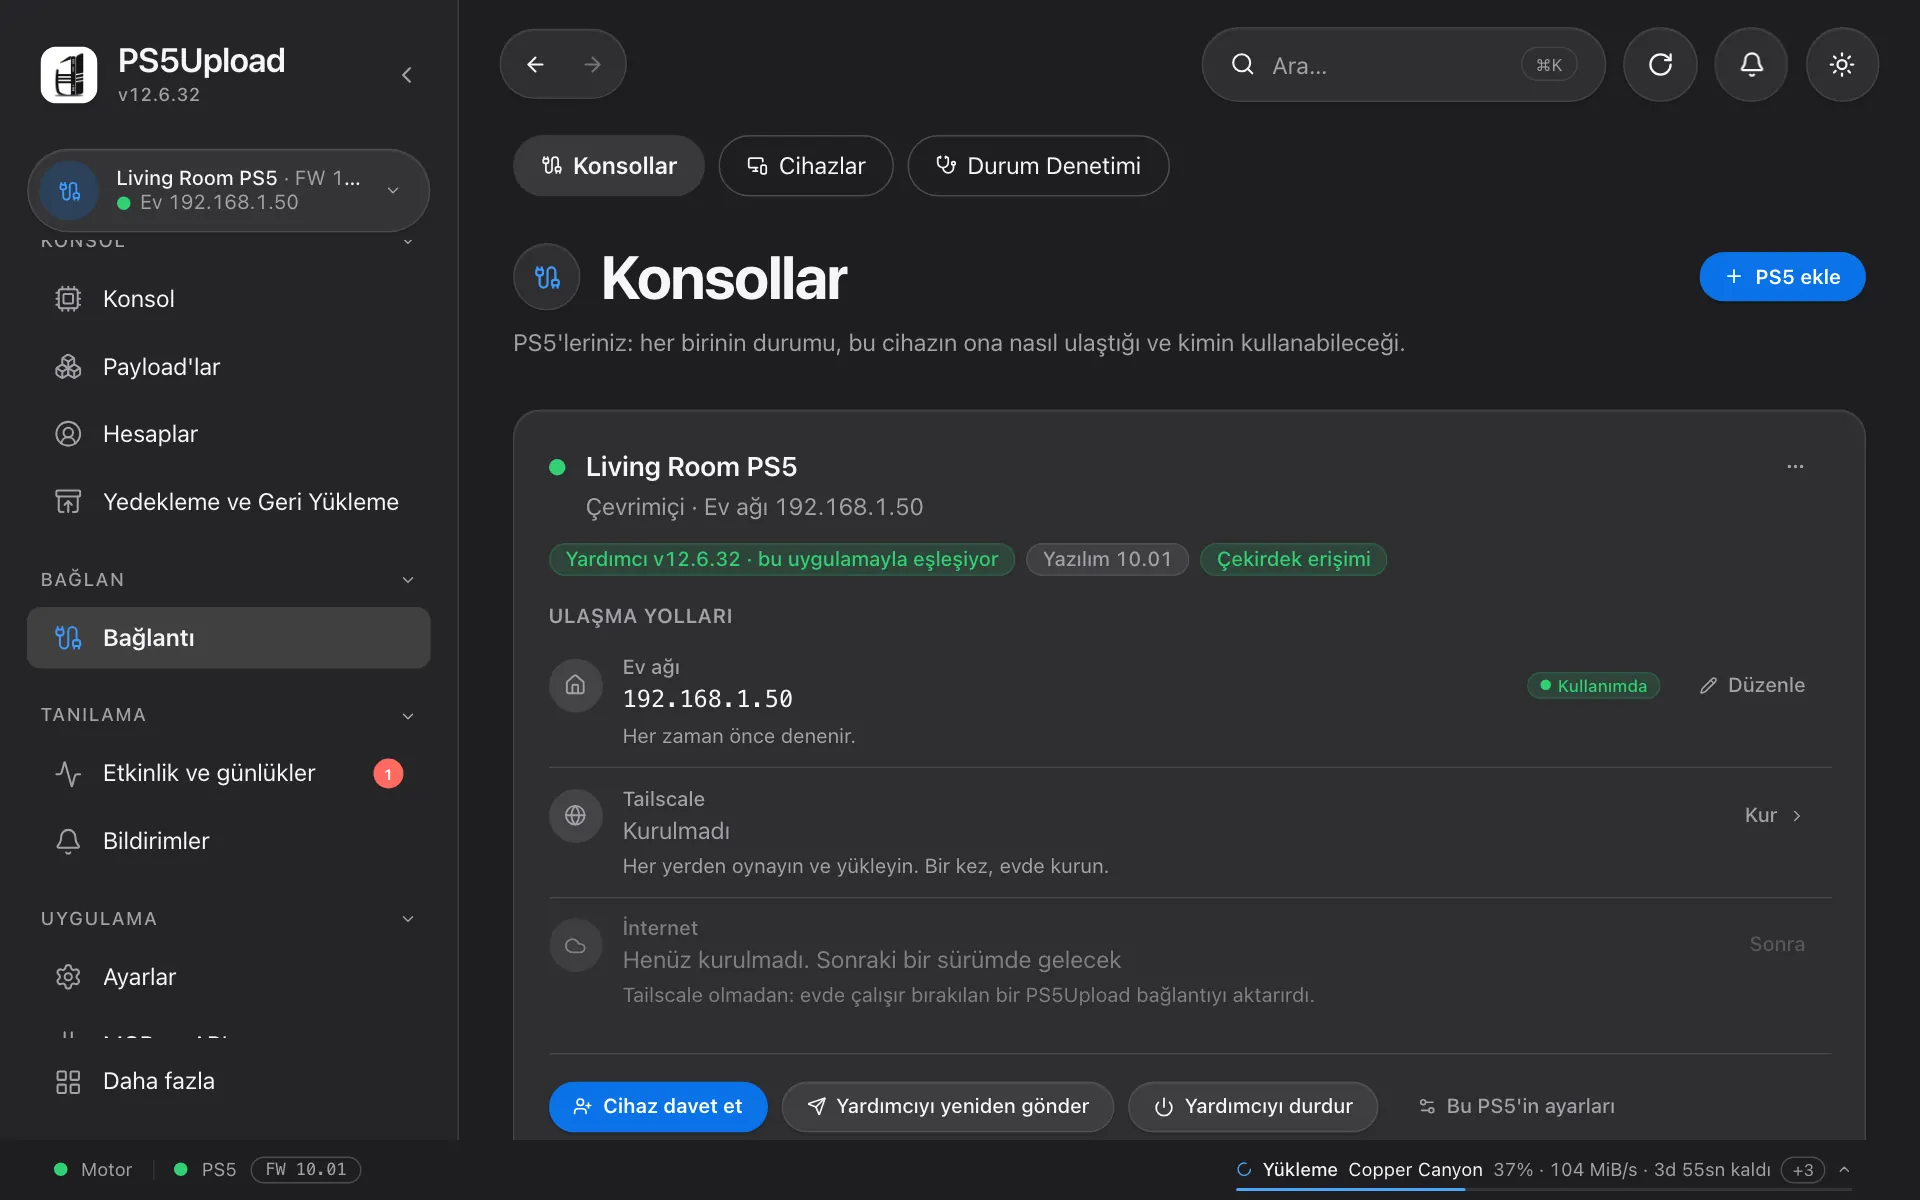 PS5Upload
v12.6.32
Living Room PS5 · FW 1...
Ev 192.168.1.50
KONSOL
Konsol
Payload'lar
Hesaplar
Yedekleme ve Geri Yükleme
BAĞLAN
Bağlantı
TANILAMA
Etkinlik ve günlükler
1
Bildirimler
UYGULAMA
Ayarlar
Daha fazla
Ara...
⌘K
Konsollar
Cihazlar
Durum Denetimi
Konsollar
PS5 ekle
PS5'leriniz: her birinin durumu, bu cihazın ona nasıl ulaştığı ve kimin kullanabileceği.
Living Room PS5
Çevrimiçi · Ev ağı 192.168.1.50
Yardımcı v12.6.32 · bu uygulamayla eşleşiyor
Yazılım 10.01
Çekirdek erişimi
ULAŞMA YOLLARI
Ev ağı
192.168.1.50
Her zaman önce denenir.
Kullanımda
Düzenle
Tailscale
Kurulmadı
Her yerden oynayın ve yükleyin. Bir kez, evde kurun.
Kur
İnternet
Henüz kurulmadı. Sonraki bir sürümde gelecek
Tailscale olmadan: evde çalışır bırakılan bir PS5Upload bağlantıyı aktarırdı.
Sonra
Cihaz davet et
Yardımcıyı yeniden gönder
Yardımcıyı durdur
Bu PS5'in ayarları
Motor
PS5
FW 10.01
Yükleme Copper Canyon 37% · 104 MiB/s · 3d 55sn kaldı
+3